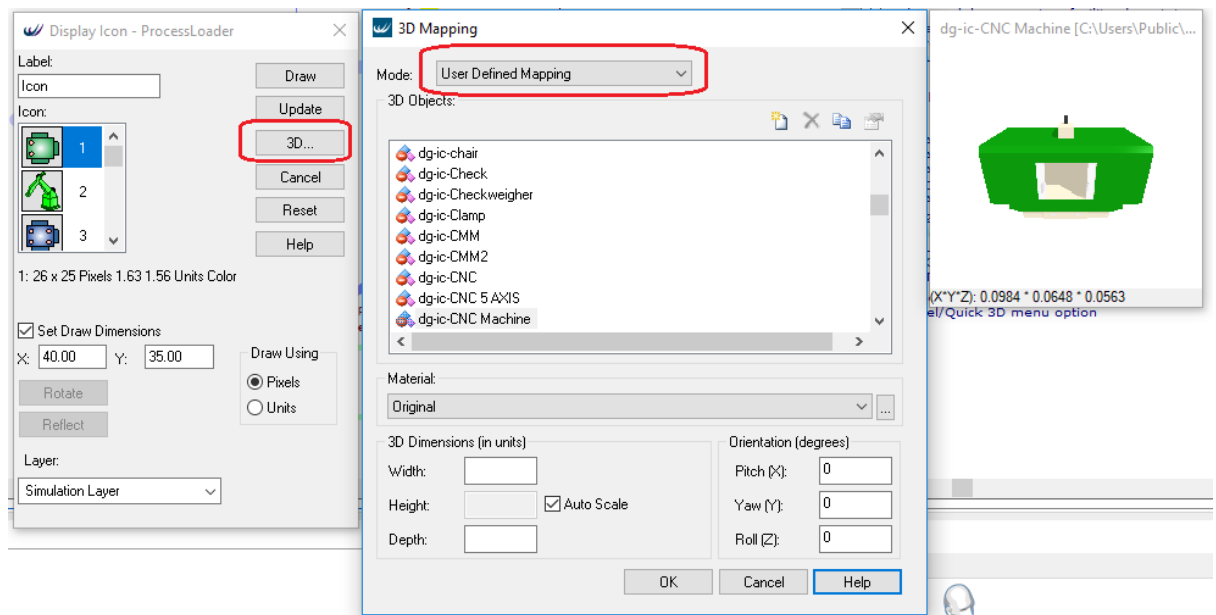 Display Icon - ProcessLoader
Label:
Icon
Draw
Icon:
Update
1
3D...
2
Cancel
Reset
3
Help
1: 26 x 25 Pixels 1.63 1.56 Units Color
Set Draw Dimensions
X: 40.00 Y: 35.00
Draw Using
Pixels
Units
Rotate
Reflect
Layer:
Simulation Layer
3D Mapping
Mode: User Defined Mapping
3D Objects:
dg-ic-chair
dg-ic-Check
dg-ic-Checkweigher
dg-ic-Clamp
dg-ic-CMM
dg-ic-CMM2
dg-ic-CNC
dg-ic-CNC 5 AXIS
dg-ic-CNC Machine
Material:
Original
...
3D Dimensions (in units)
Width:
Height:
Auto Scale
Depth:
Orientation (degrees)
Pitch (X): 0
Yaw (Y): 0
Roll (Z): 0
OK Cancel Help
dg-ic-CNC Machine [C:\Users\Public\...
(X*Y*Z): 0.0984 * 0.0648 * 0.0563
el/Quick 3D menu option